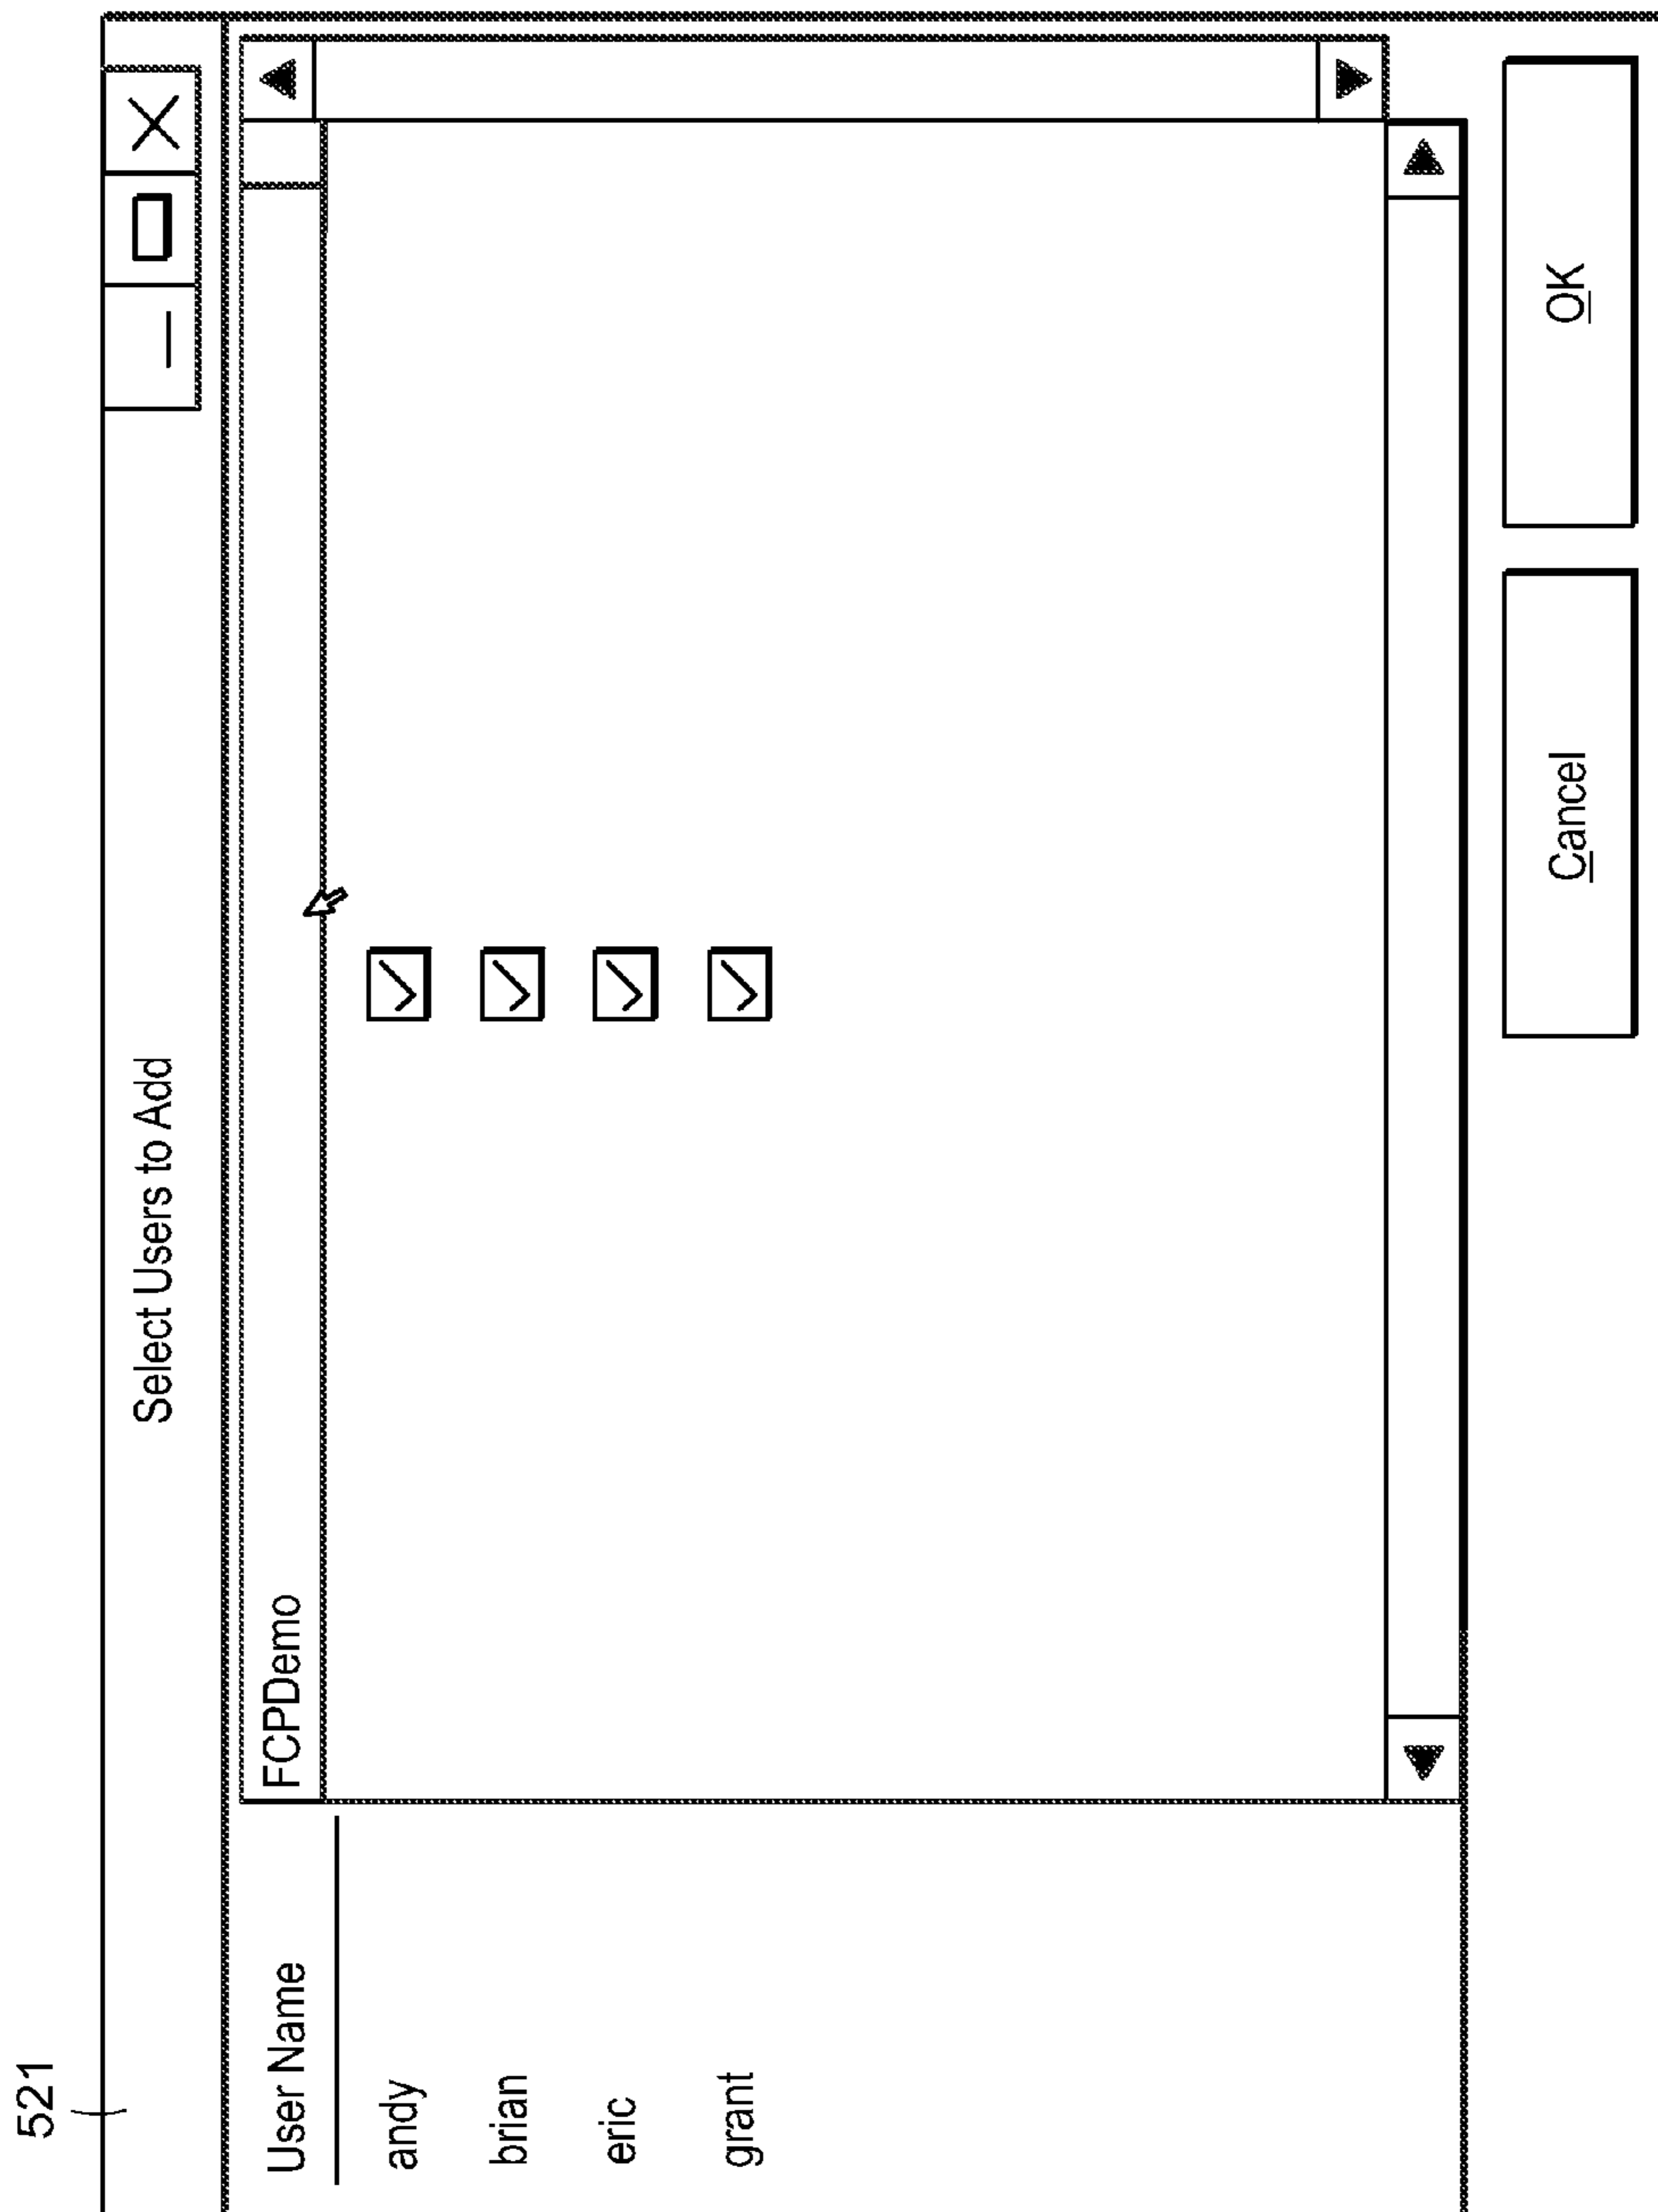 521
Select Users to Add
User Name FCPDemo
andy
brian
eric
grant
Cancel OK